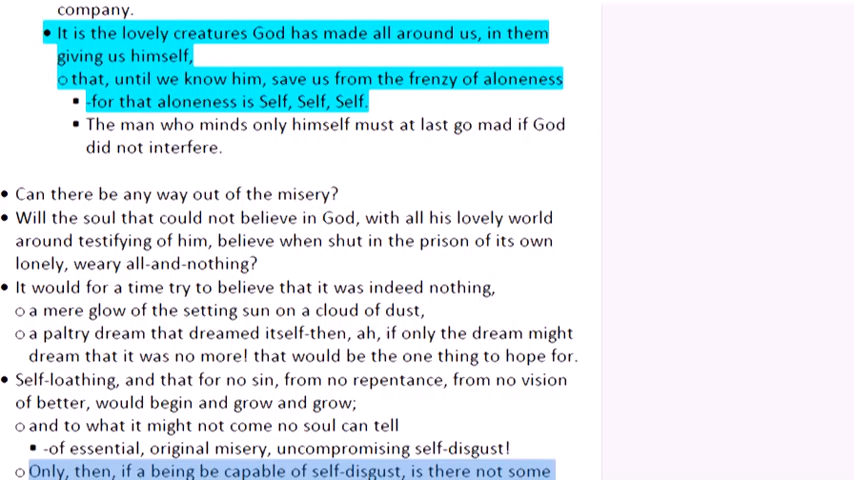 company.
• It is the lovely creatures God has made all around us, in them
giving us himself,
○ that, until we know him, save us from the frenzy of aloneness
▪ -for that aloneness is Self, Self, Self.
▪ The man who minds only himself must at last go mad if God
did not interfere.
• Can there be any way out of the misery?
• Will the soul that could not believe in God, with all his lovely world
around testifying of him, believe when shut in the prison of its own
lonely, weary all-and-nothing?
• It would for a time try to believe that it was indeed nothing,
○ a mere glow of the setting sun on a cloud of dust,
○ a paltry dream that dreamed itself-then, ah, if only the dream might
dream that it was no more! that would be the one thing to hope for.
• Self-loathing, and that for no sin, from no repentance, from no vision
of better, would begin and grow and grow;
○ and to what it might not come no soul can tell
▪ -of essential, original misery, uncompromising self-disgust!
○ Only, then, if a being be capable of self-disgust, is there not some